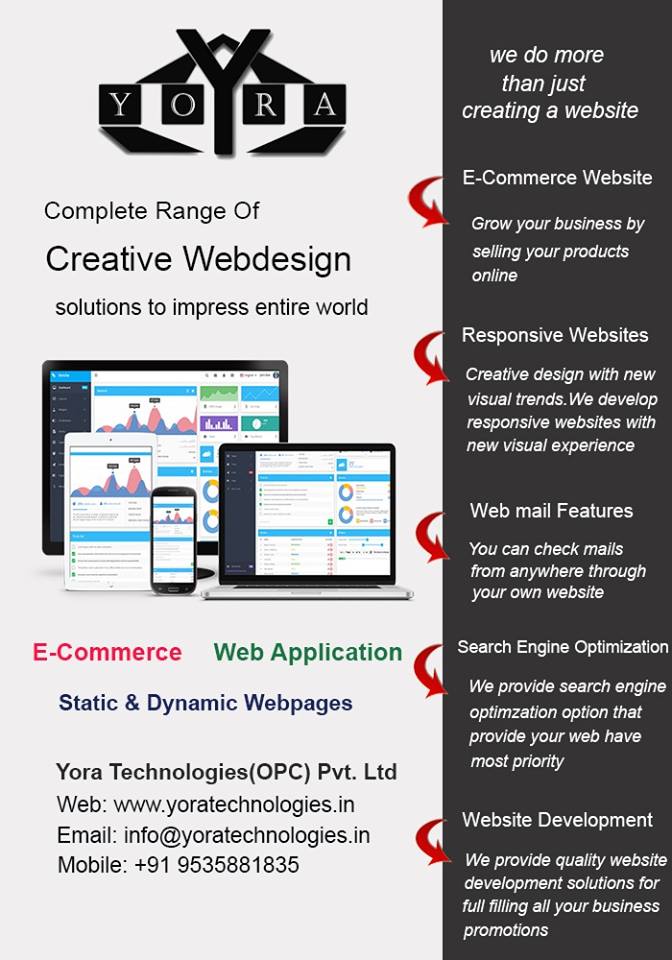 YORA
Complete Range Of
Creative Webdesign
solutions to impress entire world
E-Commerce Web Application
Static & Dynamic Webpages
Yora Technologies(OPC) Pvt. Ltd
Web: www.yoratechnologies.in
Email: info@yoratechnologies.in
Mobile: +91 9535881835
we do more
than just
creating a website
E-Commerce Website
Grow your business by
selling your products
online
Responsive Websites
Creative design with new
visual trends.We develop
responsive websites with
new visual experience
Web mail Features
You can check mails
from anywhere through
your own website
Search Engine Optimization
We provide search engine
optimzation option that
provide your web have
most priority
Website Development
We provide quality website
development solutions for
full filling all your business
promotions